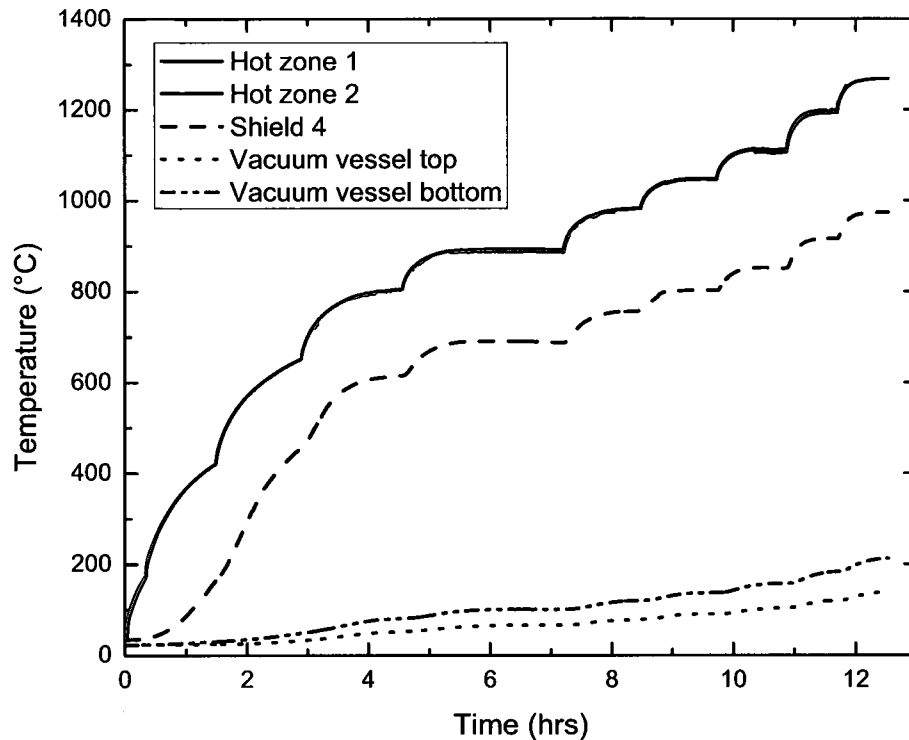 1400
1200
1000
800
600
400
200
0
Temperature (°C)
Hot zone 1
Hot zone 2
Shield 4
Vacuum vessel top
Vacuum vessel bottom
0 2 4 6 8 10 12
Time (hrs)